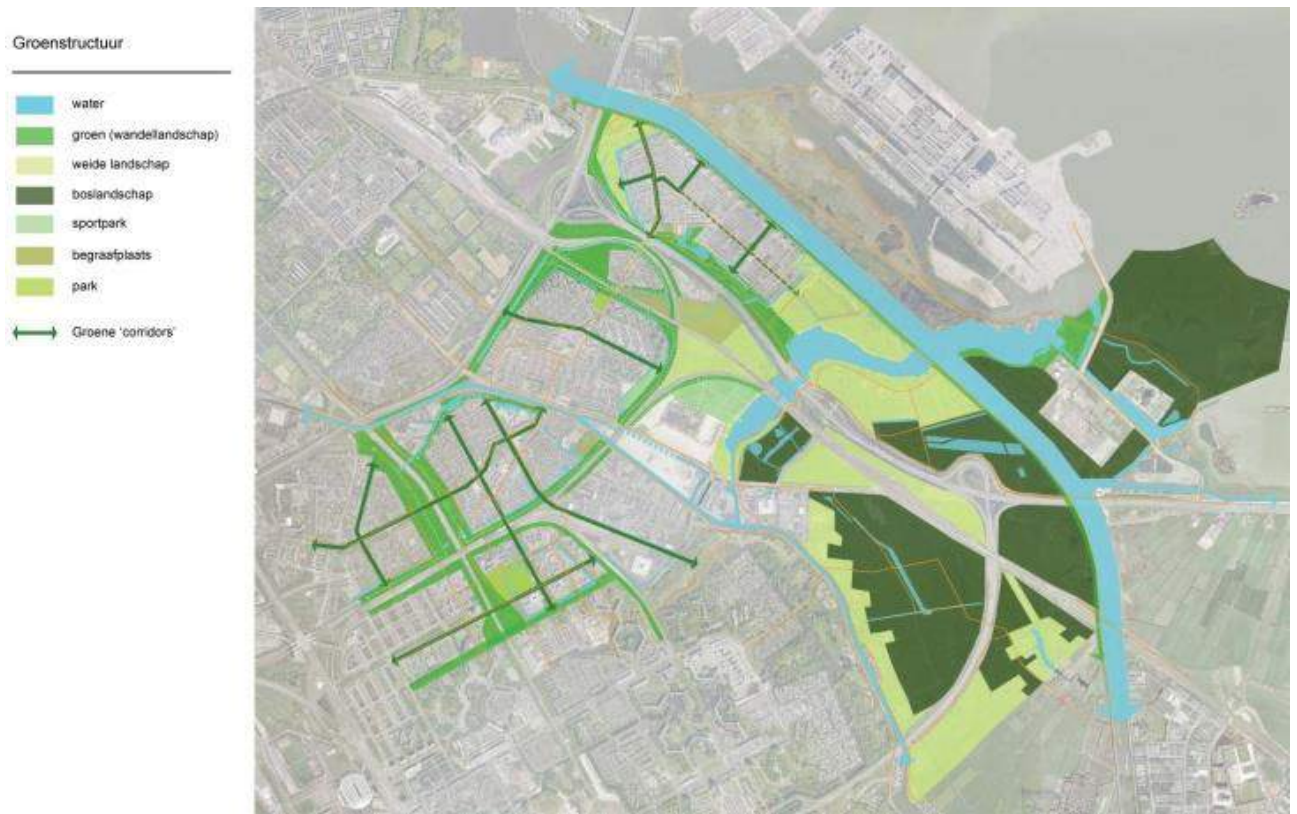 Groenstructuur
water
groen (wandellandschap)
weide landschap
boslandschap
sportpark
begraafplaats
park
Groene 'corridors'